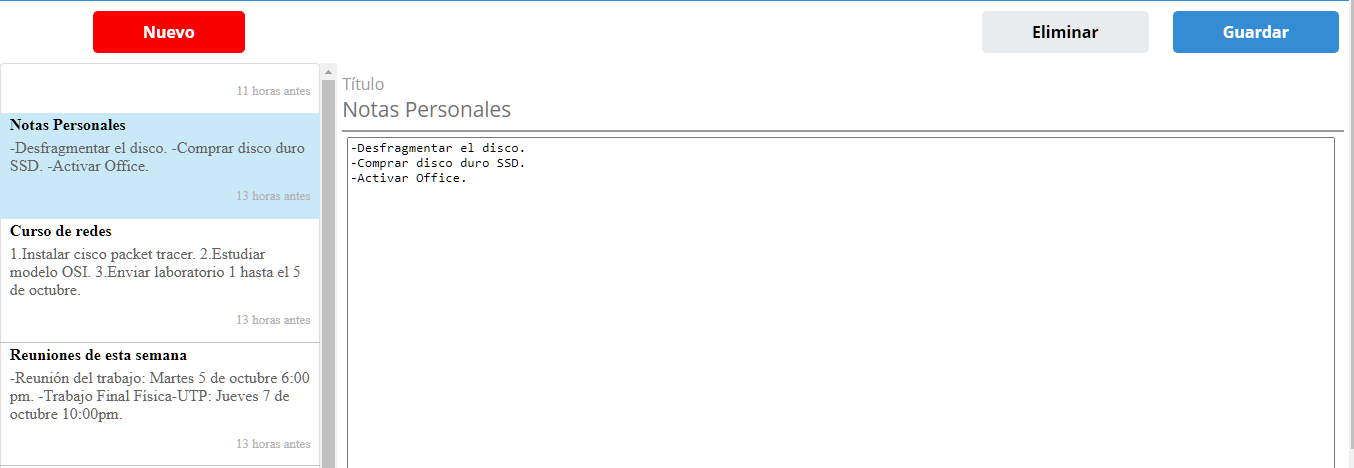 Nuevo
Eliminar
Guardar
11 horas antes
Notas Personales
-Desfragmentar el disco. -Comprar disco duro
SSD. -Activar Office.
13 horas antes
Curso de redes
1.Instalar cisco packet tracer. 2.Estudiar
modelo OSI. 3.Enviar laboratorio 1 hasta el 5
de octubre.
13 horas antes
Reuniones de esta semana
-Reunión del trabajo: Martes 5 de octubre 6:00
pm. -Trabajo Final Física-UTP: Jueves 7 de
octubre 10:00pm.
13 horas antes
Título
Notas Personales
-Desfragmentar el disco.
-Comprar disco duro SSD.
-Activar Office.